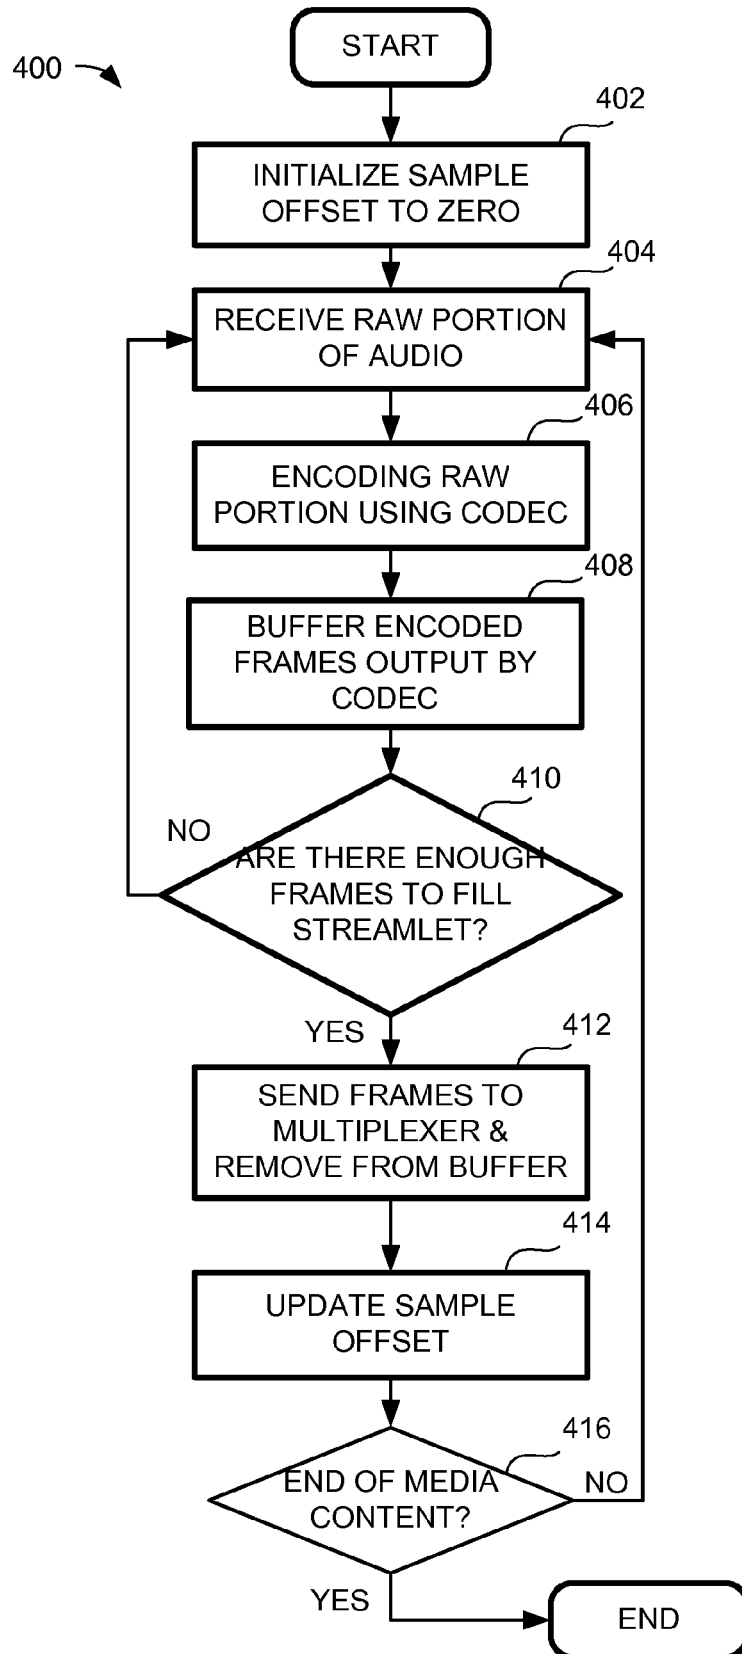 START
400
402
INITIALIZE SAMPLE
OFFSET TO ZERO
404
RECEIVE RAW PORTION
OF AUDIO
406
ENCODING RAW
PORTION USING CODEC
408
BUFFER ENCODED
FRAMES OUTPUT BY
CODEC
410
NO
ARE THERE ENOUGH
FRAMES TO FILL
STREAMLET?
YES
412
SEND FRAMES TO
MULTIPLEXER &
REMOVE FROM BUFFER
414
UPDATE SAMPLE
OFFSET
416
END OF MEDIA
CONTENT?
NO
YES
END